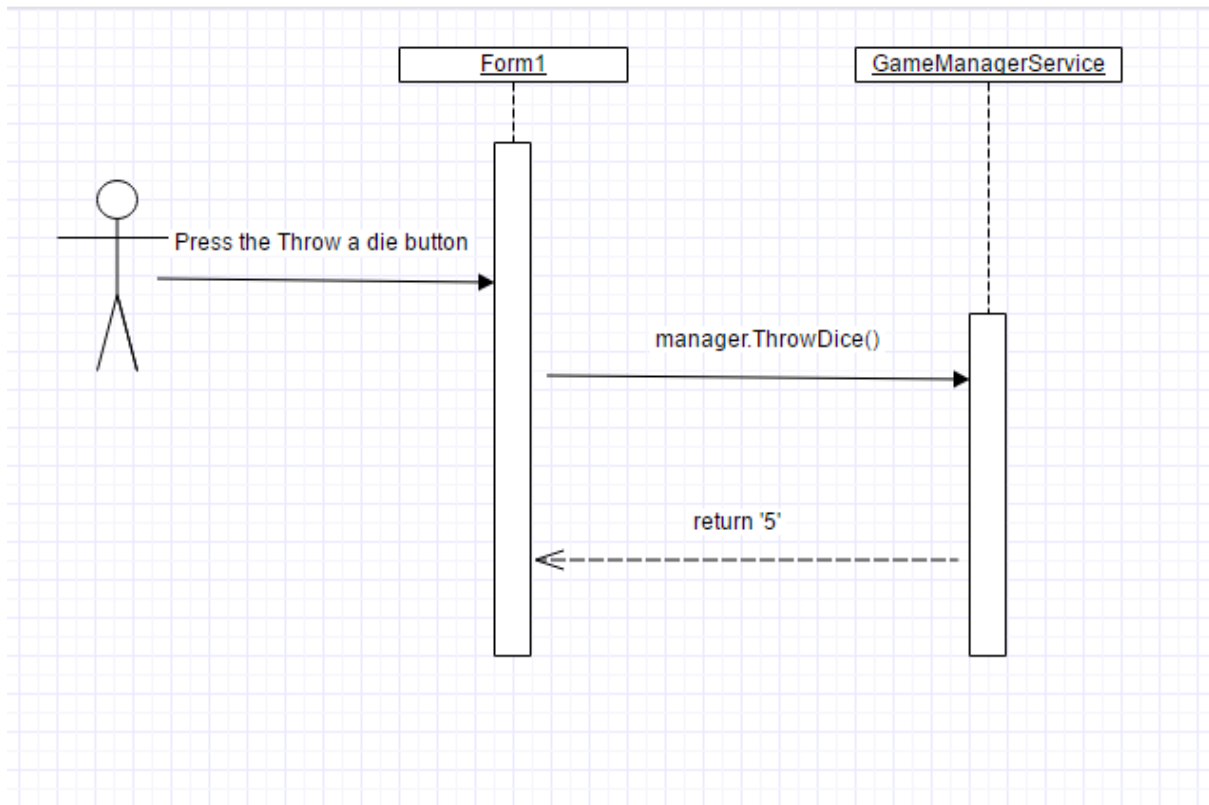 Form1
GameManagerService
Press the Throw a die button
manager.ThrowDice()
return '5'